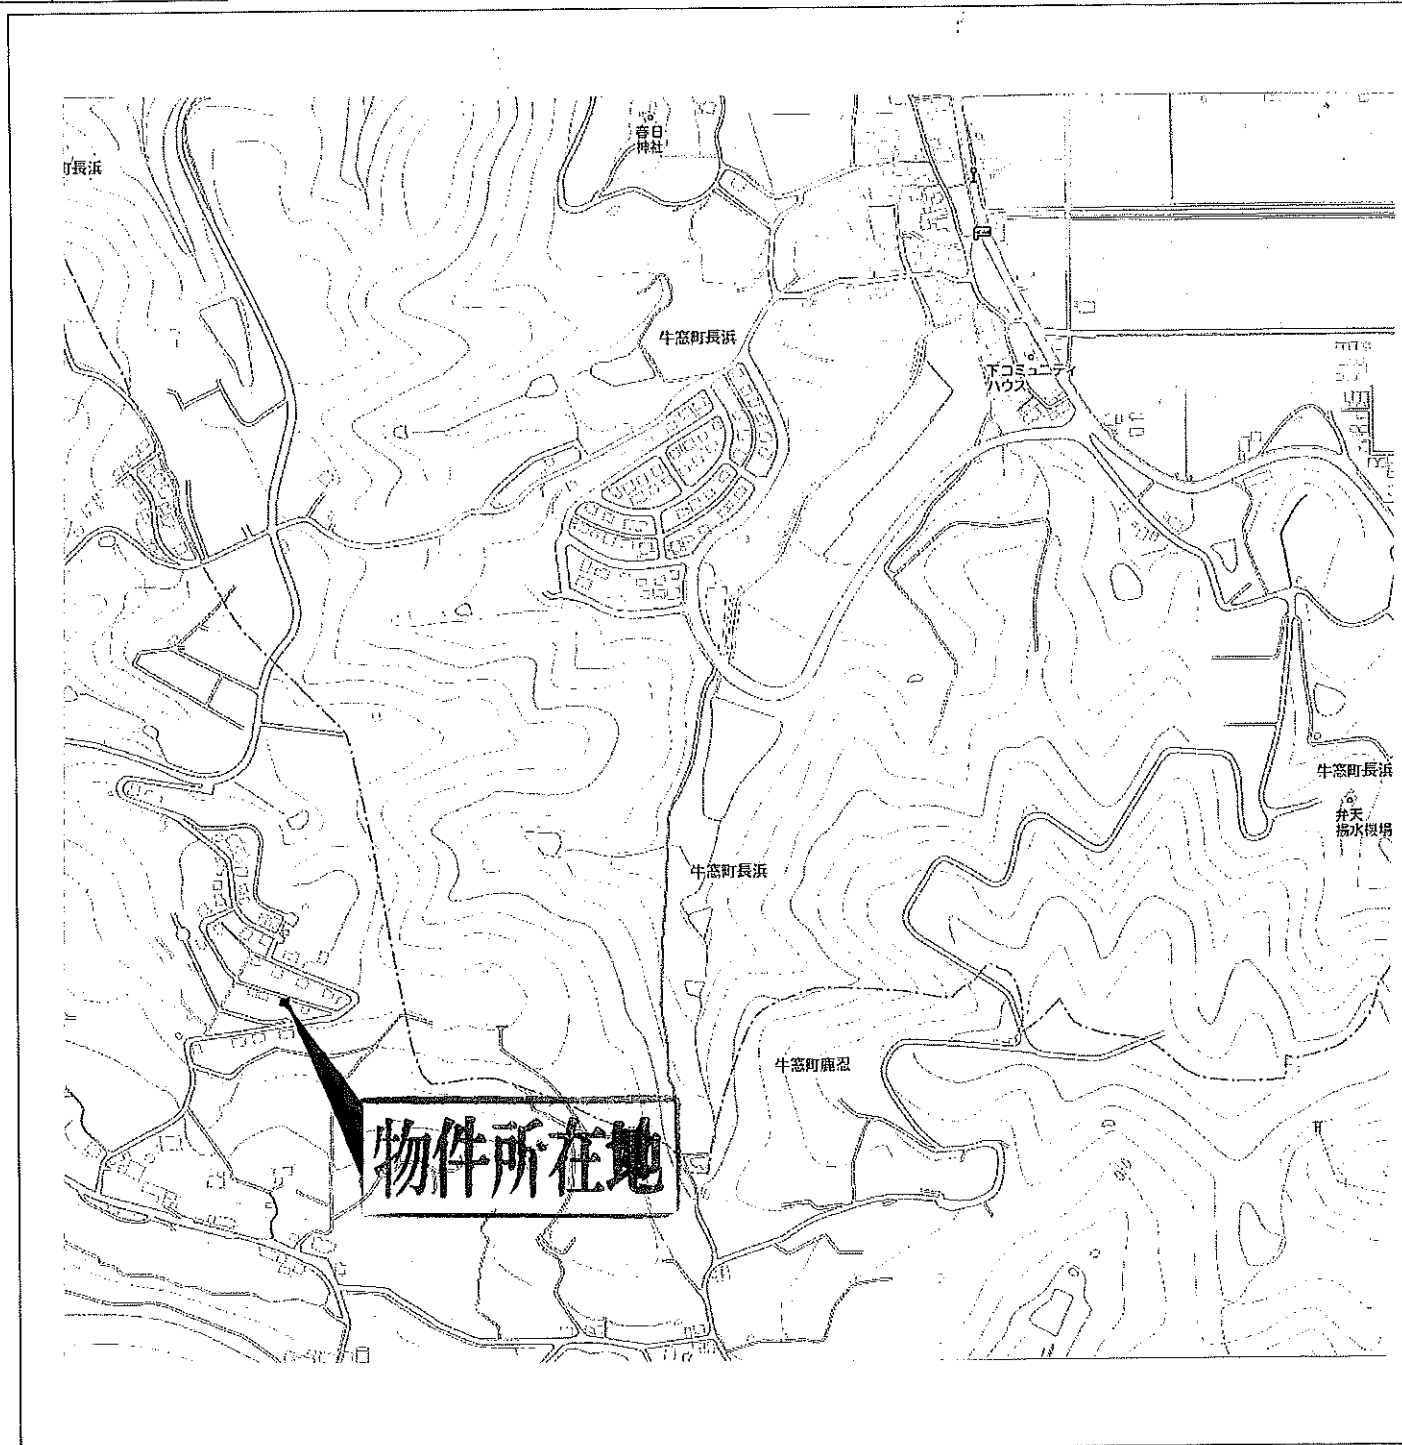 春日
神社
町長浜
牛窓町長浜
下コミュニティ
ハウス
牛窓町長浜
弁天
揚水機場
牛窓町長浜
牛窓町鹿忍
物件所在地